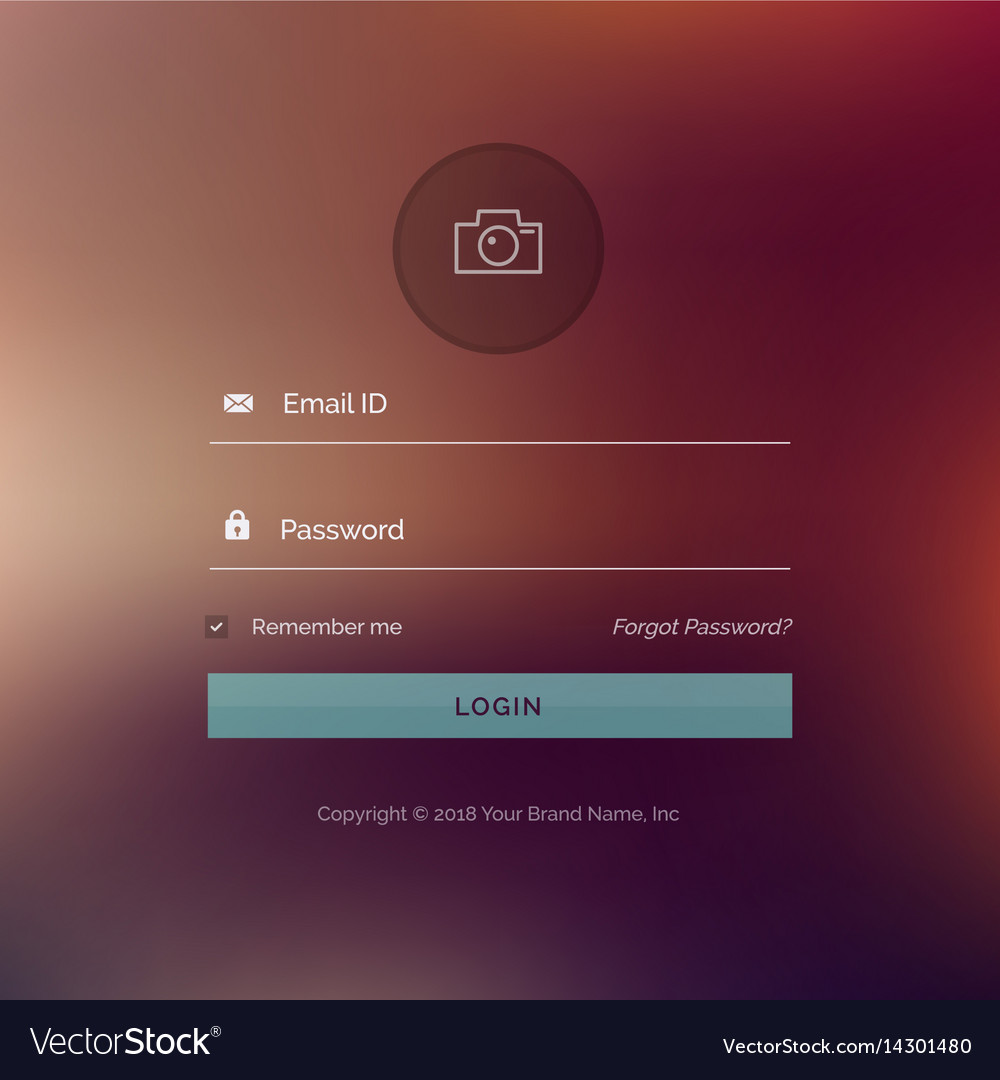 Email ID
Password
Remember me
Forgot Password?
LOGIN
Copyright © 2018 Your Brand Name, Inc
VectorStock®
VectorStock.com/14301480